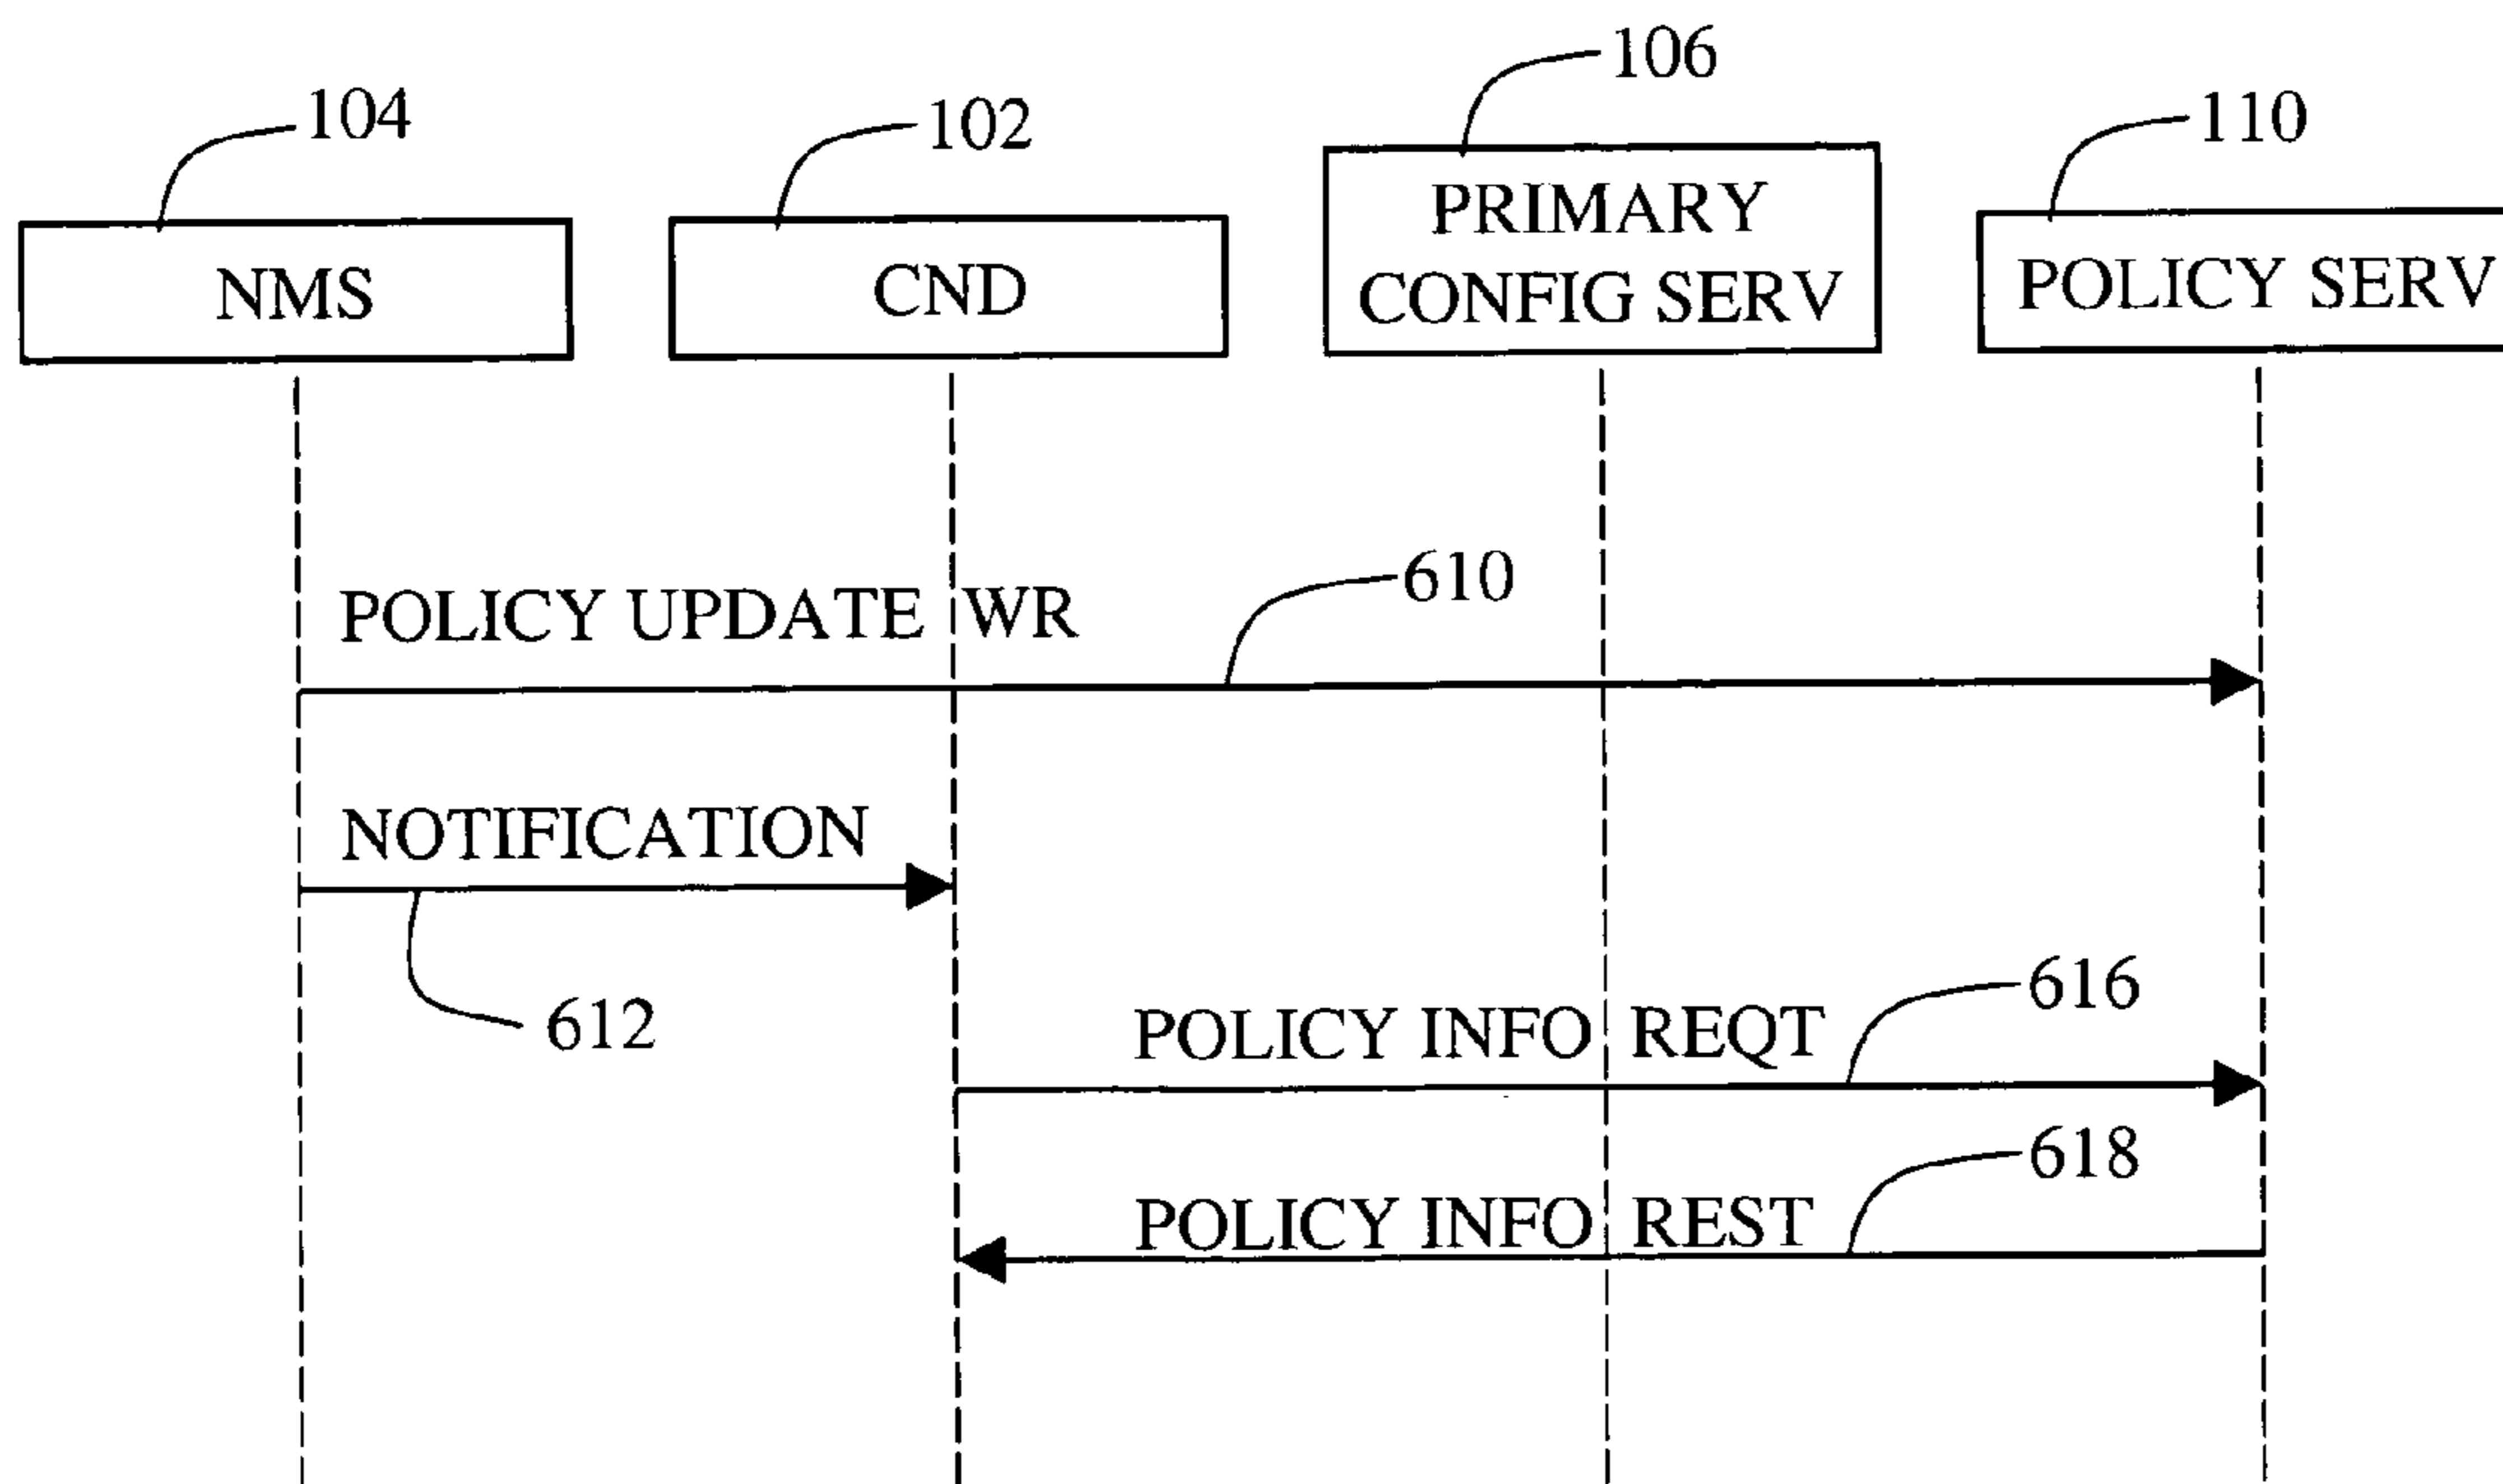 106
104
102
110
NMS
CND
PRIMARY
CONFIG SERV
POLICY SERV
610
POLICY UPDATE WR
NOTIFICATION
612
616
POLICY INFO REQT
618
POLICY INFO REST